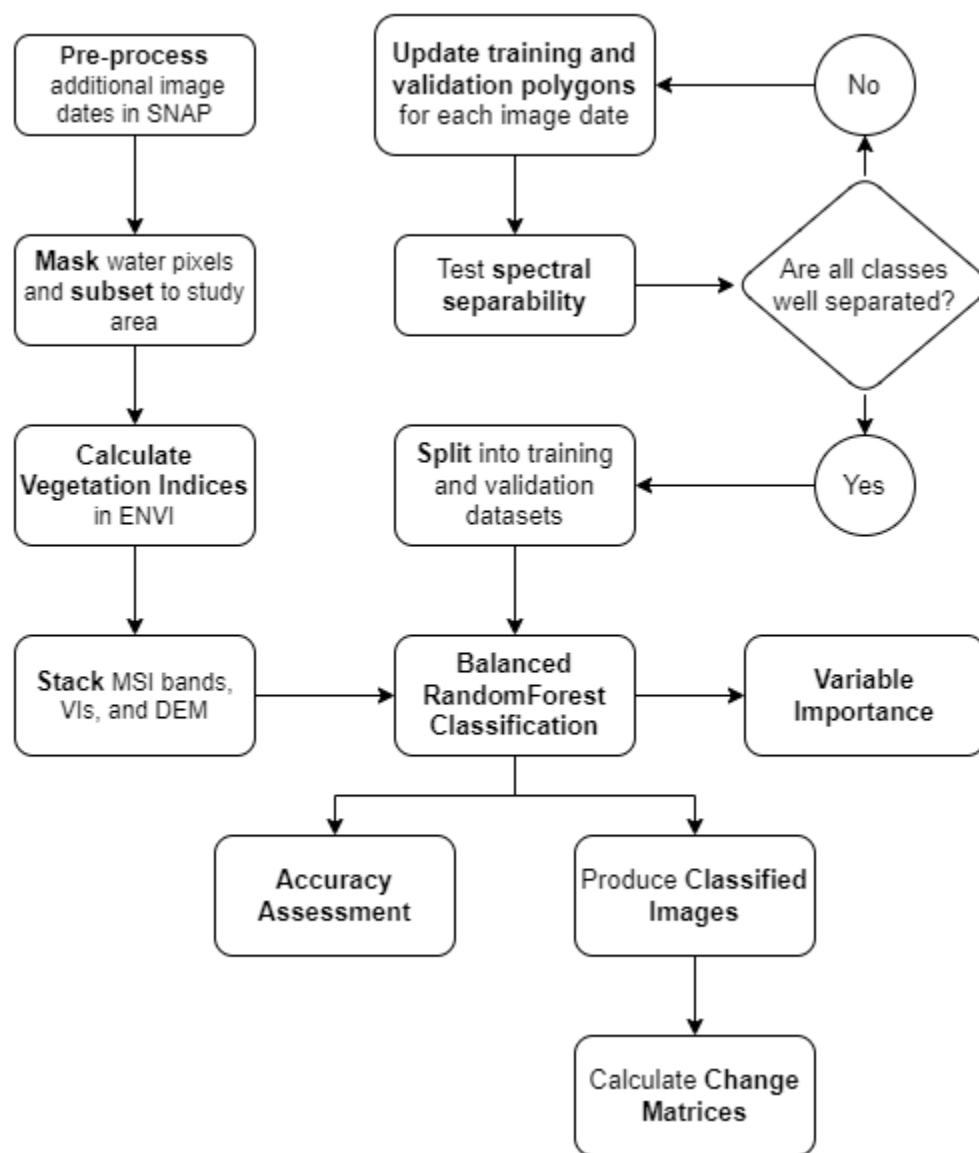 Pre-process
additional image
dates in SNAP
Mask water pixels
and subset to study
area
Calculate
Vegetation Indices
in ENVI
Stack MSI bands,
VIs, and DEM
Update training and
validation polygons
for each image date
No
Test spectral
separability
Are all classes
well separated?
Yes
Split into training
and validation
datasets
Balanced
RandomForest
Classification
Variable
Importance
Accuracy
Assessment
Produce Classified
Images
Calculate Change
Matrices